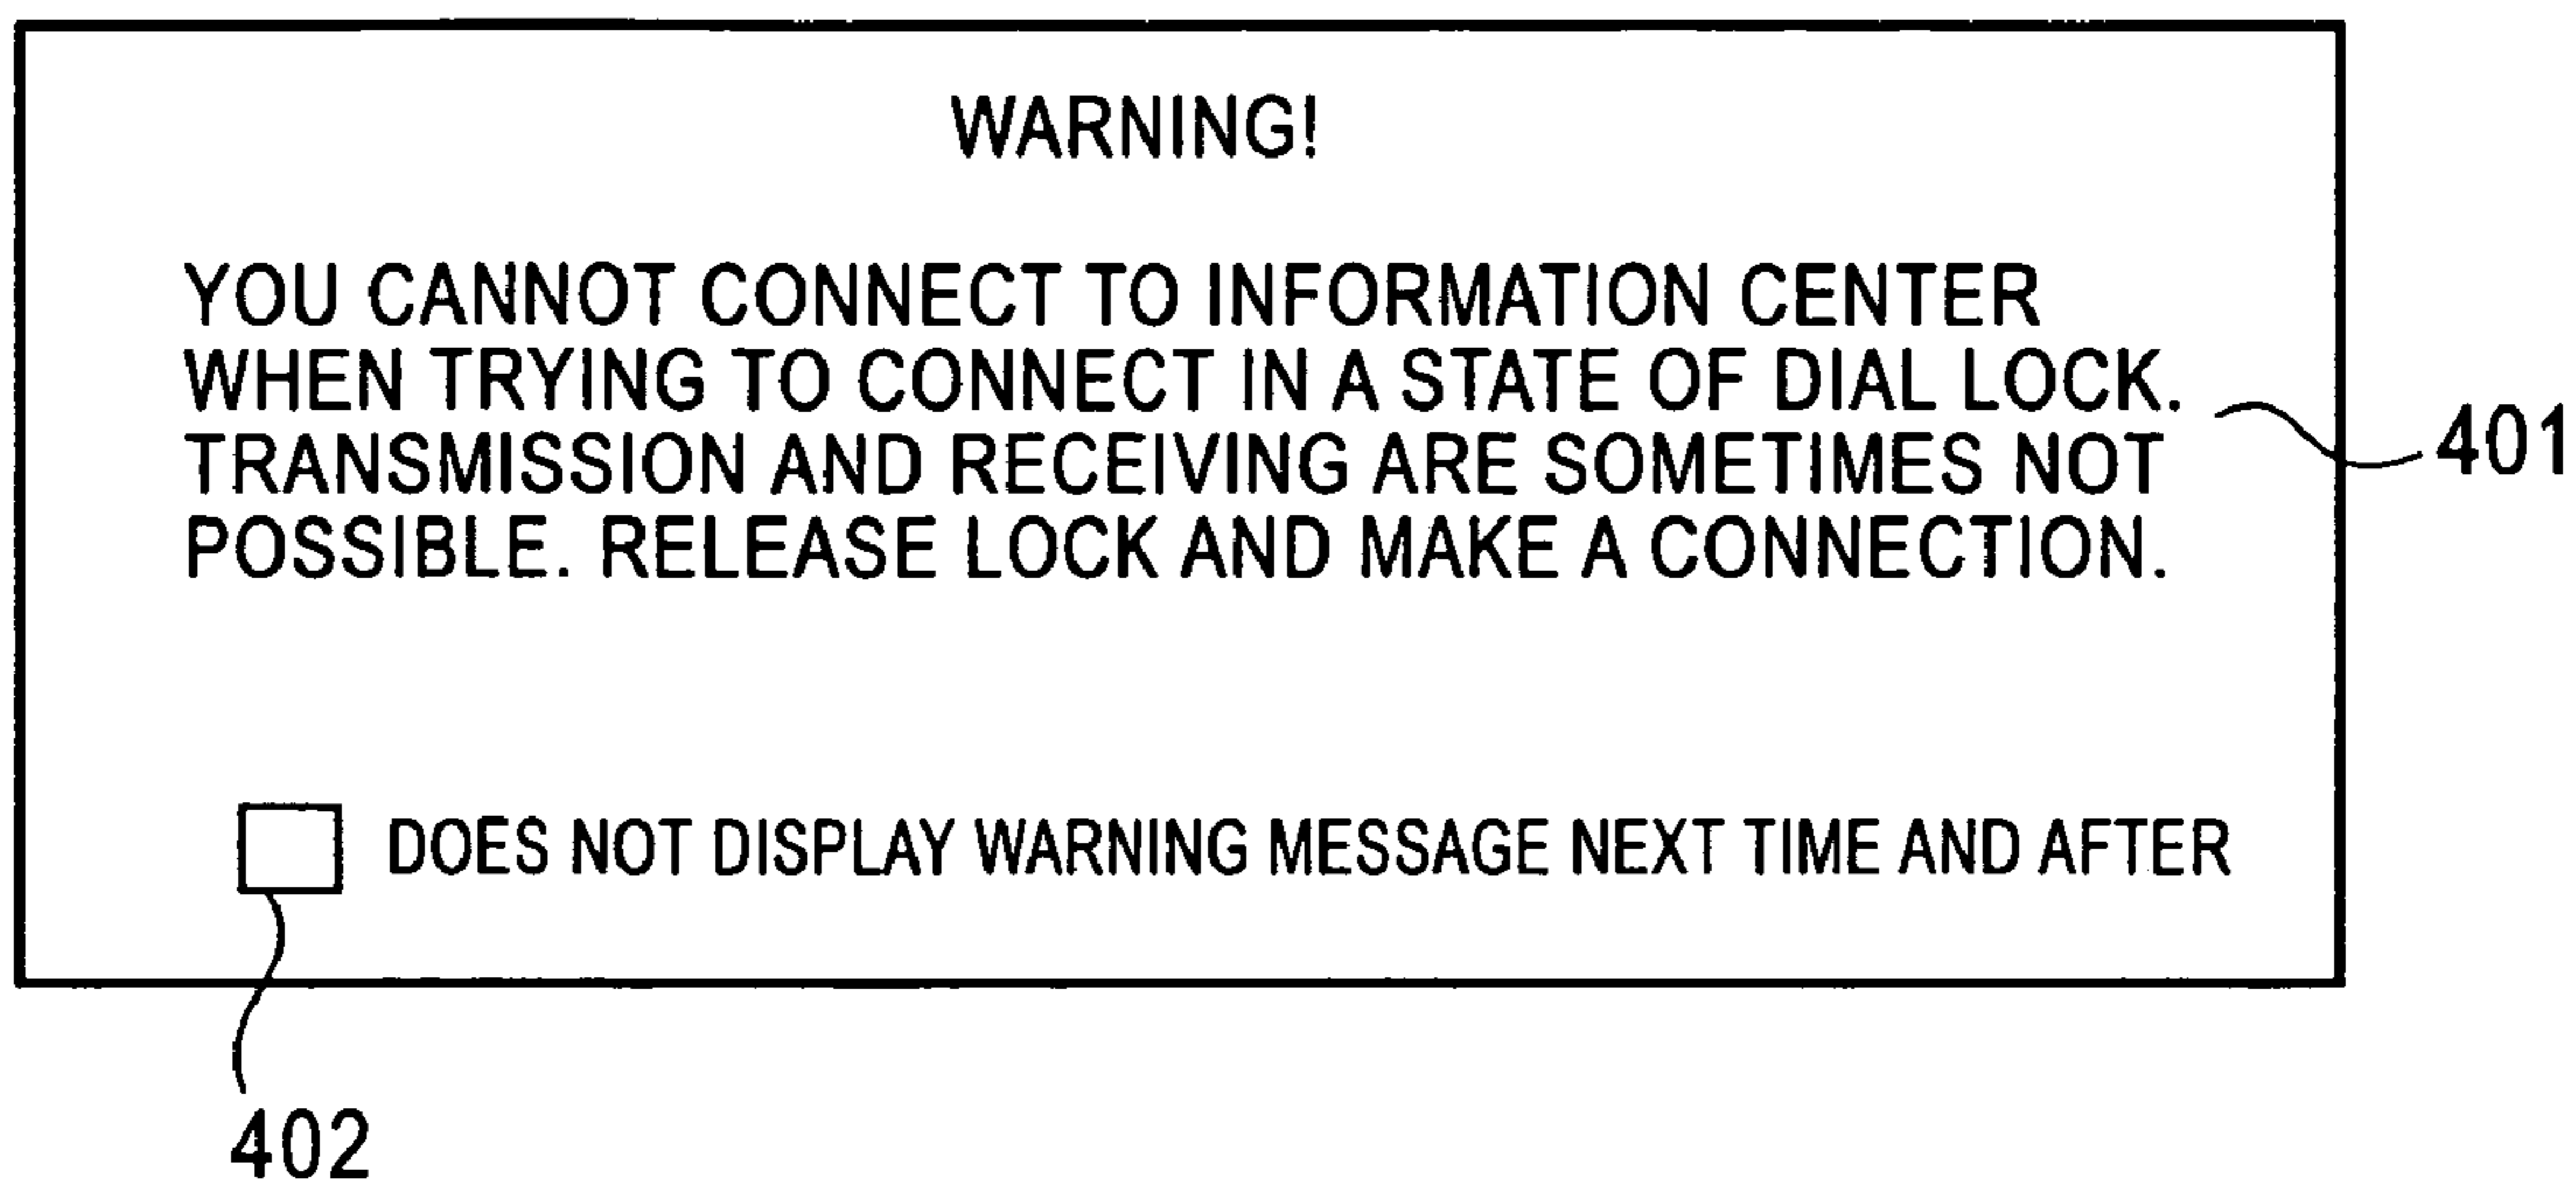 WARNING!
YOU CANNOT CONNECT TO INFORMATION CENTER
WHEN TRYING TO CONNECT IN A STATE OF DIAL LOCK.
TRANSMISSION AND RECEIVING ARE SOMETIMES NOT
POSSIBLE. RELEASE LOCK AND MAKE A CONNECTION.
401
DOES NOT DISPLAY WARNING MESSAGE NEXT TIME AND AFTER
402